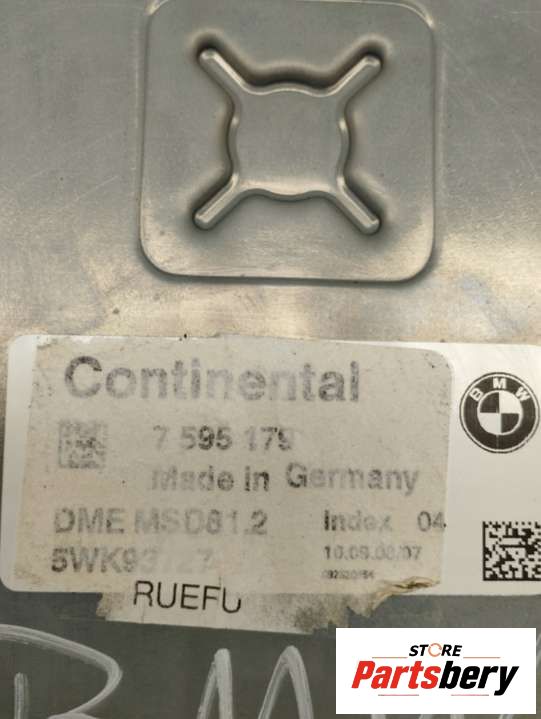 Continental
BMW
7 595 179
Made in Germany
DME MSD81.2 Index 04
RUEFU
STORE
Partsbery